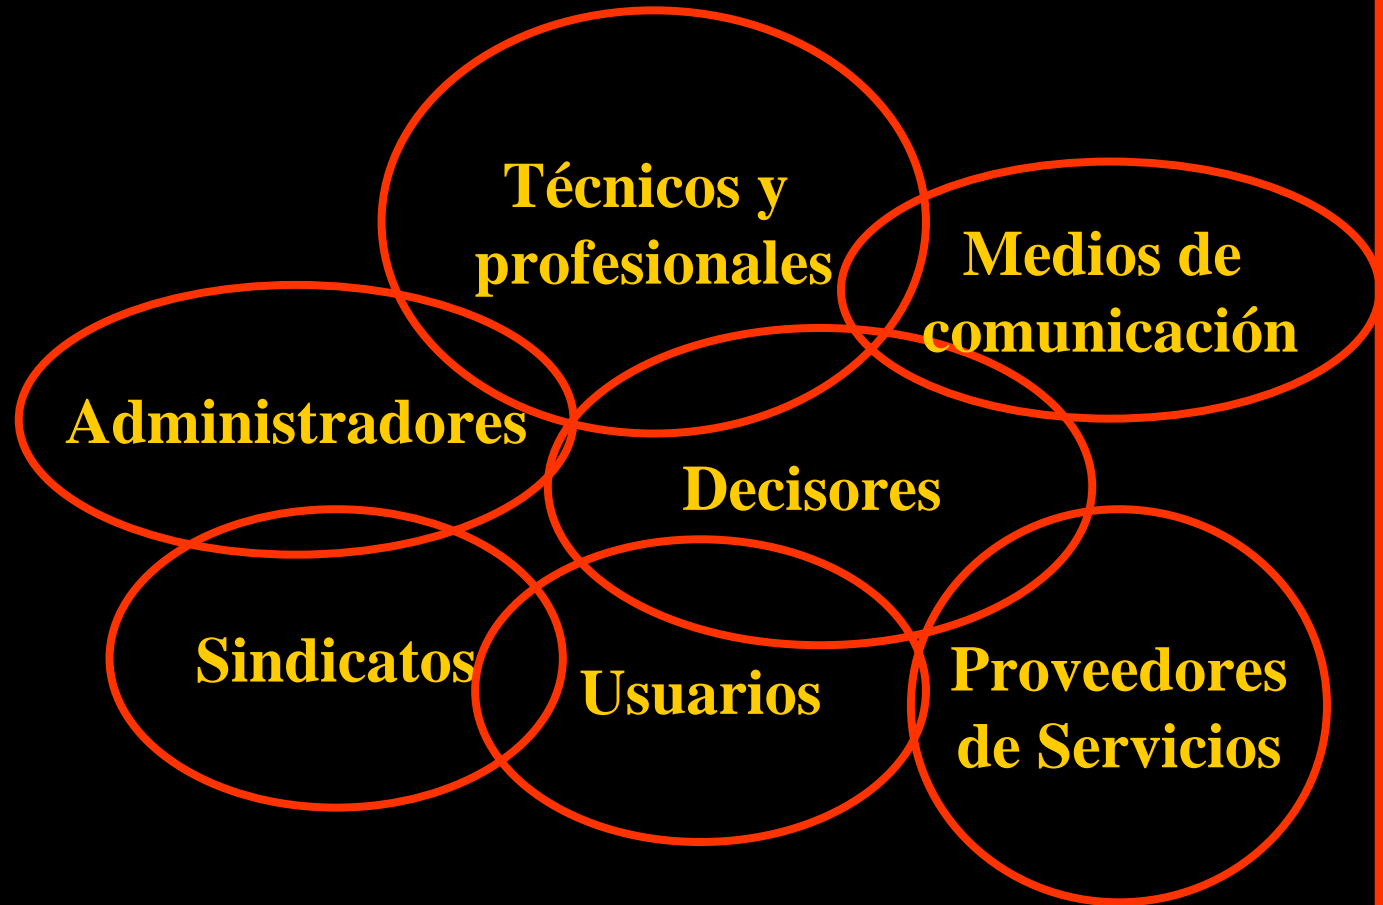 Técnicos y
profesionales
Medios de
comunicación
Administradores
Decisores
Sindicatos
Usuarios
Proveedores
de Servicios